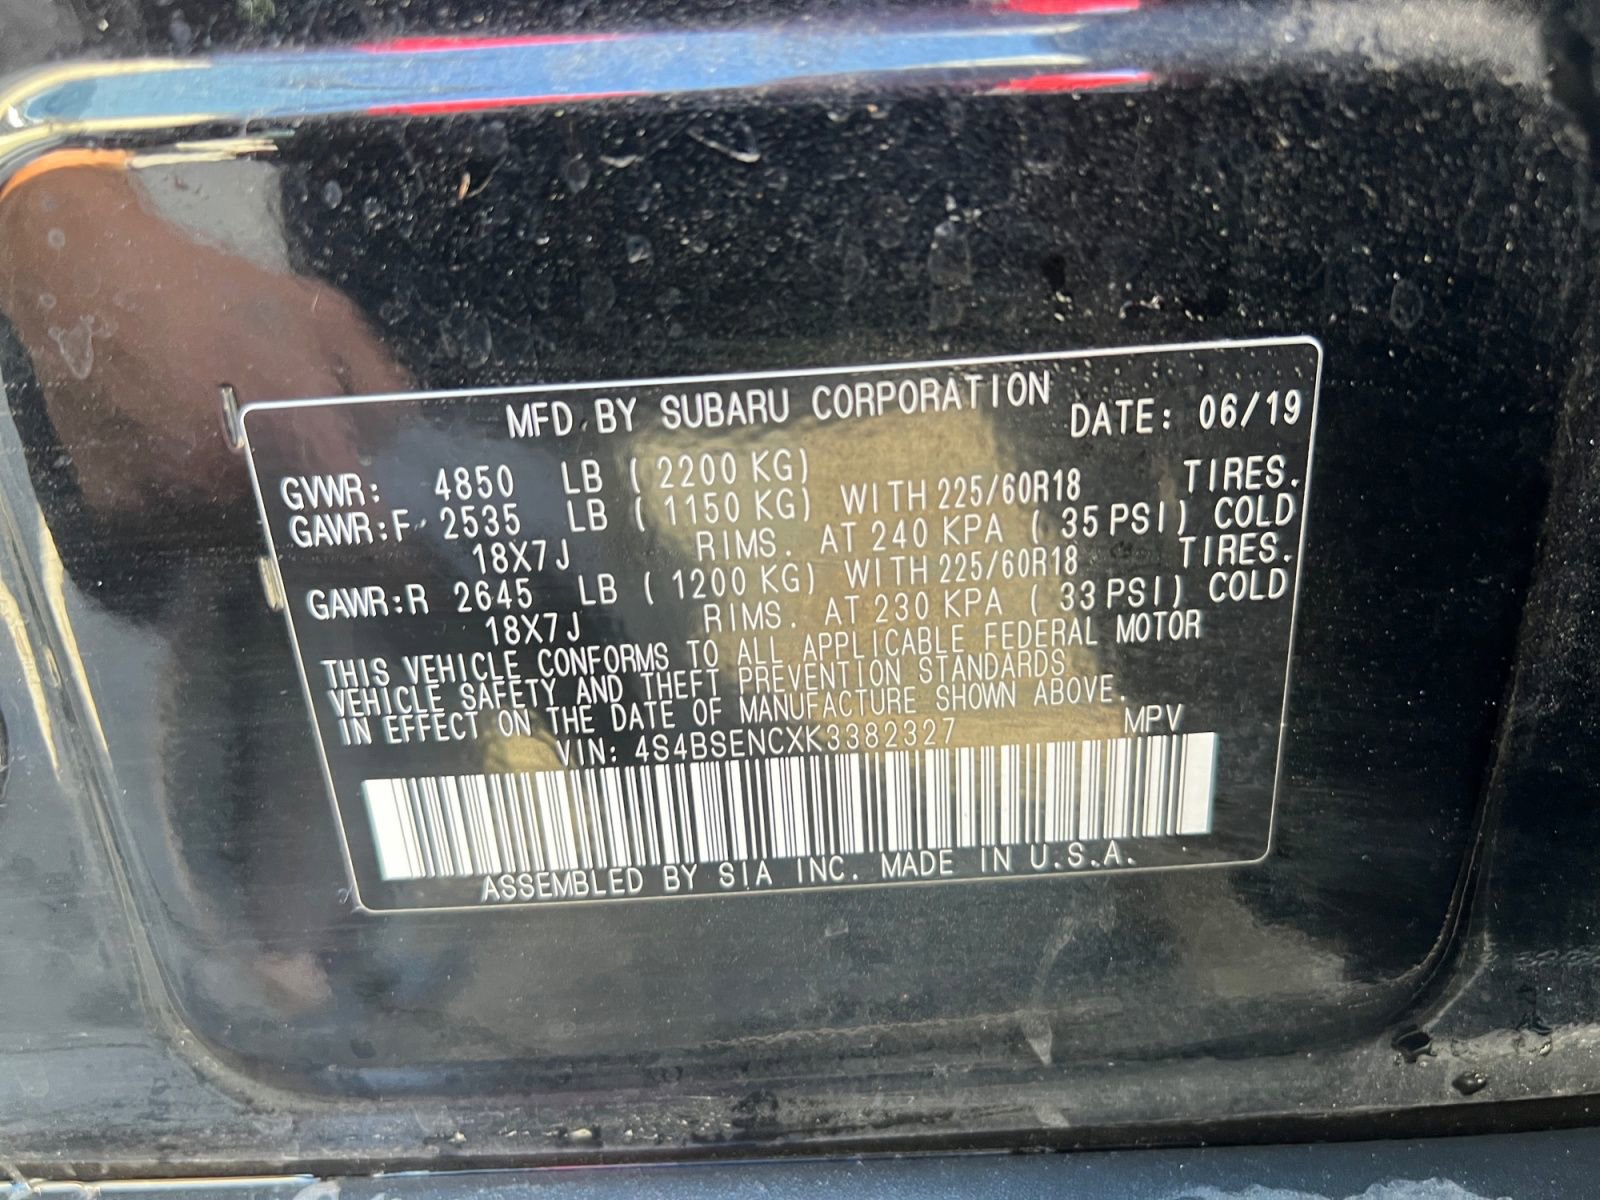 MFD.BY SUBARU CORPORATION DATE: 06/19
GVWR: 4850 LB ( 2200 KG)
GAWR:F 2535 LB ( 1150 KG) WITH 225/60R18 TIRES.
18X7J RIMS. AT 240 KPA ( 35 PSI) COLD
GAWR:R 2645 LB ( 1200 KG) WITH 225/60R18 TIRES.
18X7J RIMS. AT 230 KPA ( 33 PSI) COLD
THIS VEHICLE CONFORMS TO ALL APPLICABLE FEDERAL MOTOR
VEHICLE SAFETY AND THEFT PREVENTION STANDARDS
IN EFFECT ON THE DATE OF MANUFACTURE SHOWN ABOVE.
VIN: 4S4BSENCXK3382327 MPV
ASSEMBLED BY SIA INC. MADE IN U.S.A.